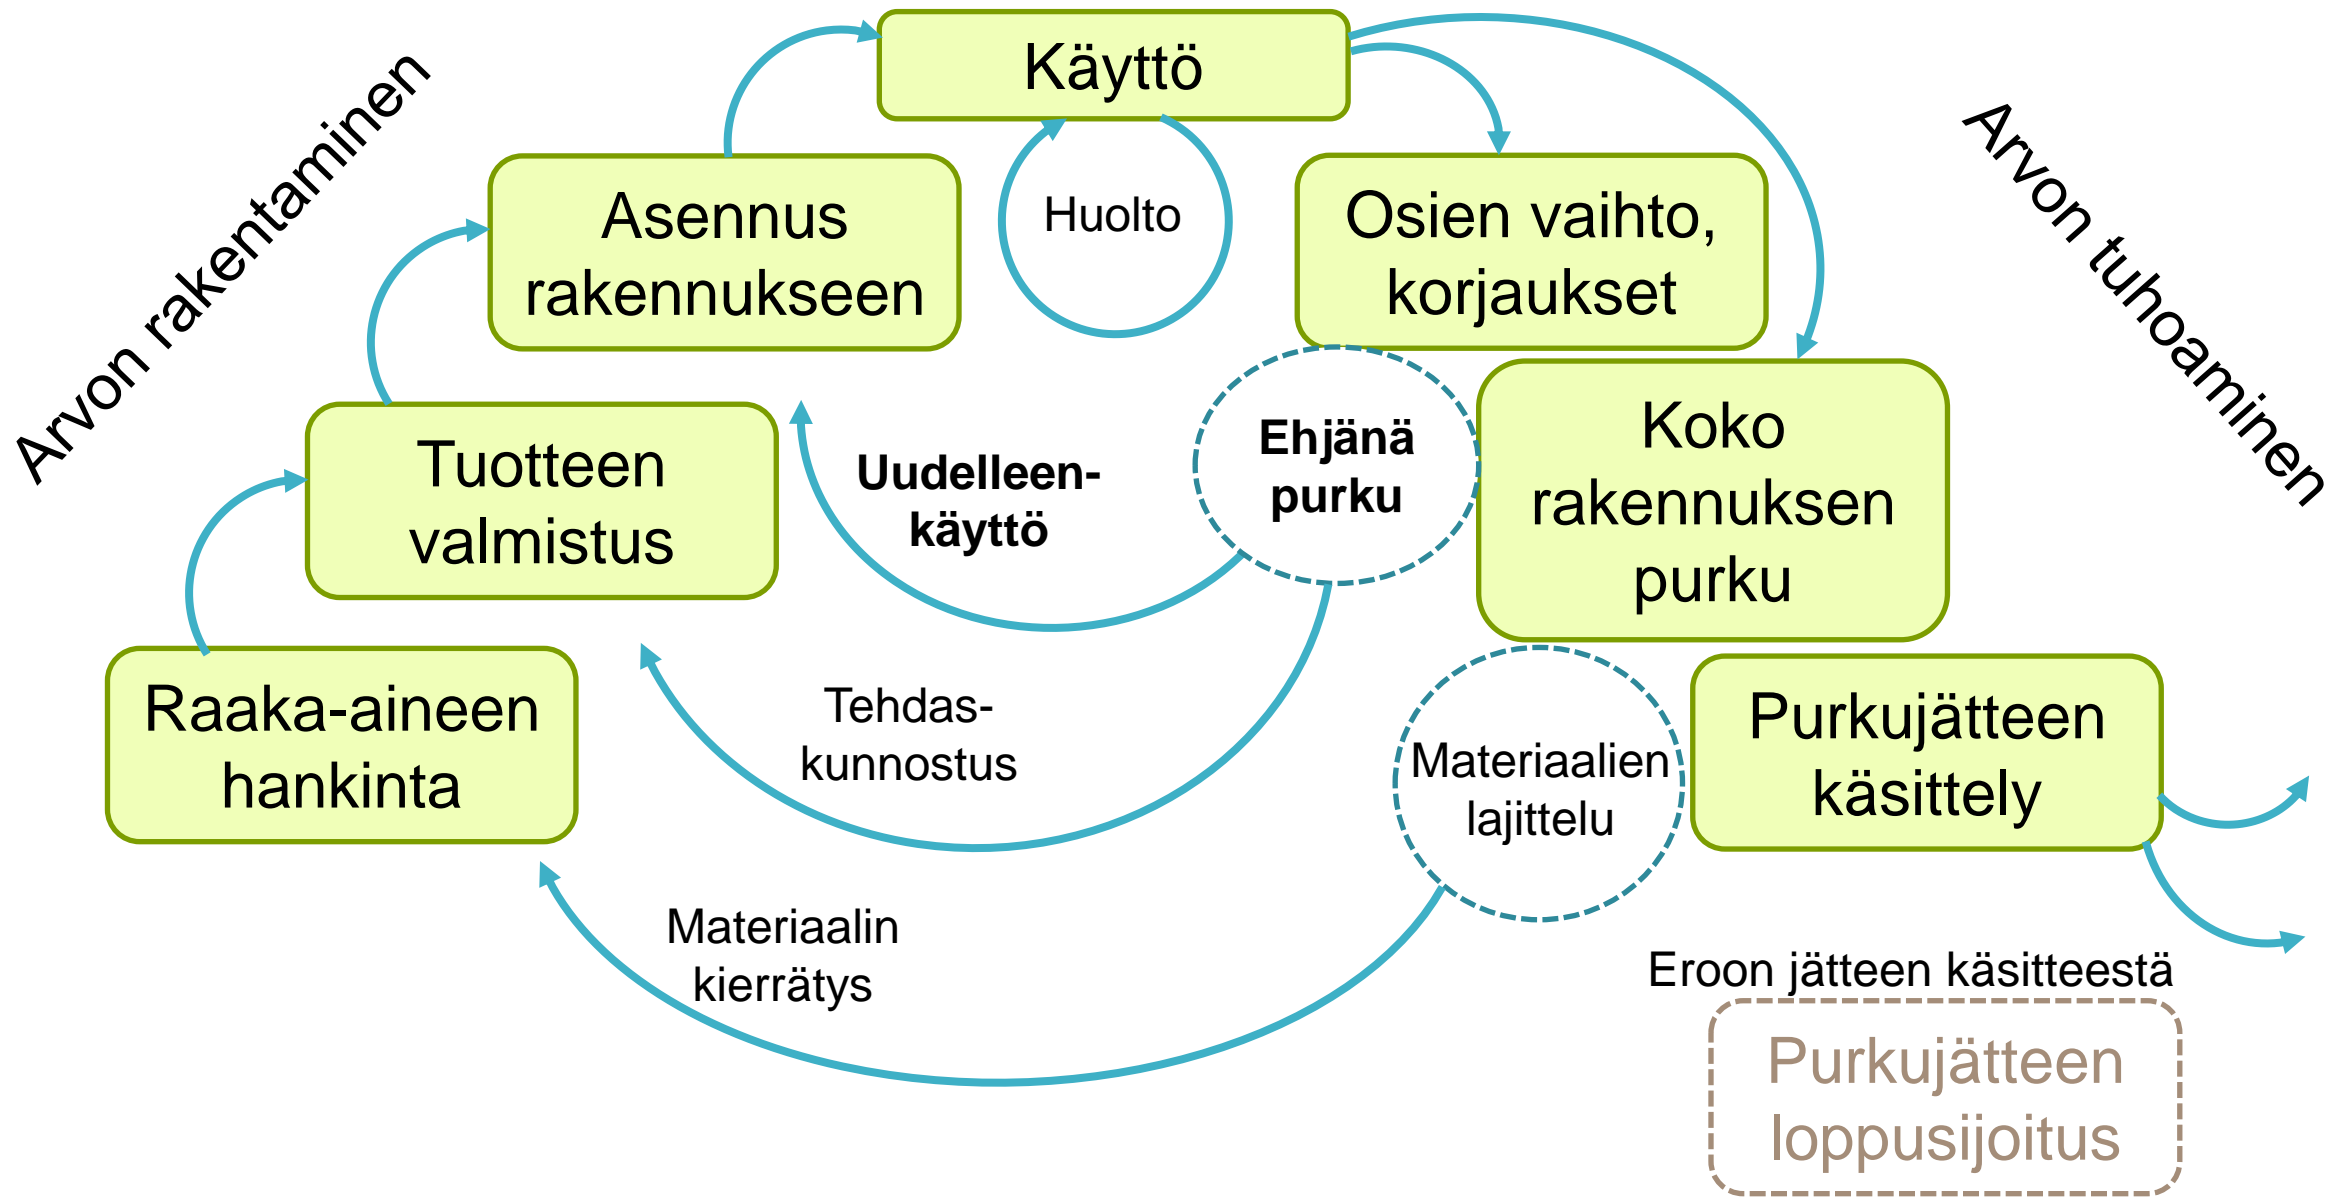 Arvon rakentaminen
Käyttö
Arvon tuhoaminen
Asennus
rakennukseen
Huolto
Osien vaihto,
korjaukset
Tuotteen
valmistus
Uudelleen-
käyttö
Ehjänä
purku
Koko
rakennuksen
purku
Raaka-aineen
hankinta
Tehdas-
kunnostus
Materiaalien
lajittelu
Purkujätteen
käsittely
Materiaalin
kierrätys
Eroon jätteen käsitteestä
Purkujätteen
loppusijoitus